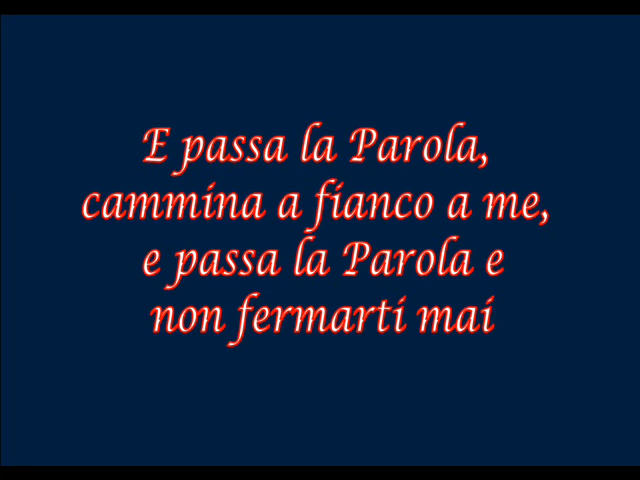 E passa la Parola,
cammina a fianco a me,
e passa la Parola e
non fermarti mai